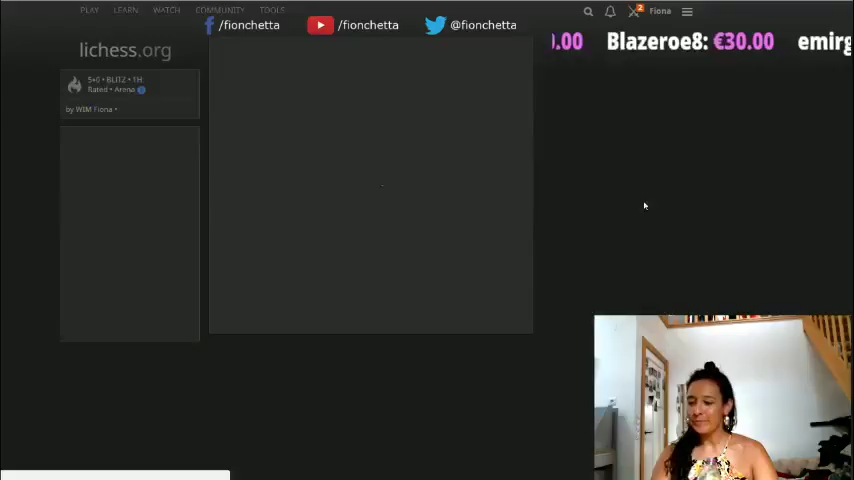 PLAY LEARN WATCH COMMUNITY TOOLS
2 Fiona
/fionchetta /fionchetta @fionchetta
lichess.org
).00 Blazeroe8: €30.00 emirg
5+0 • BLITZ • 1H
Rated • Arena
by WIM Fiona •